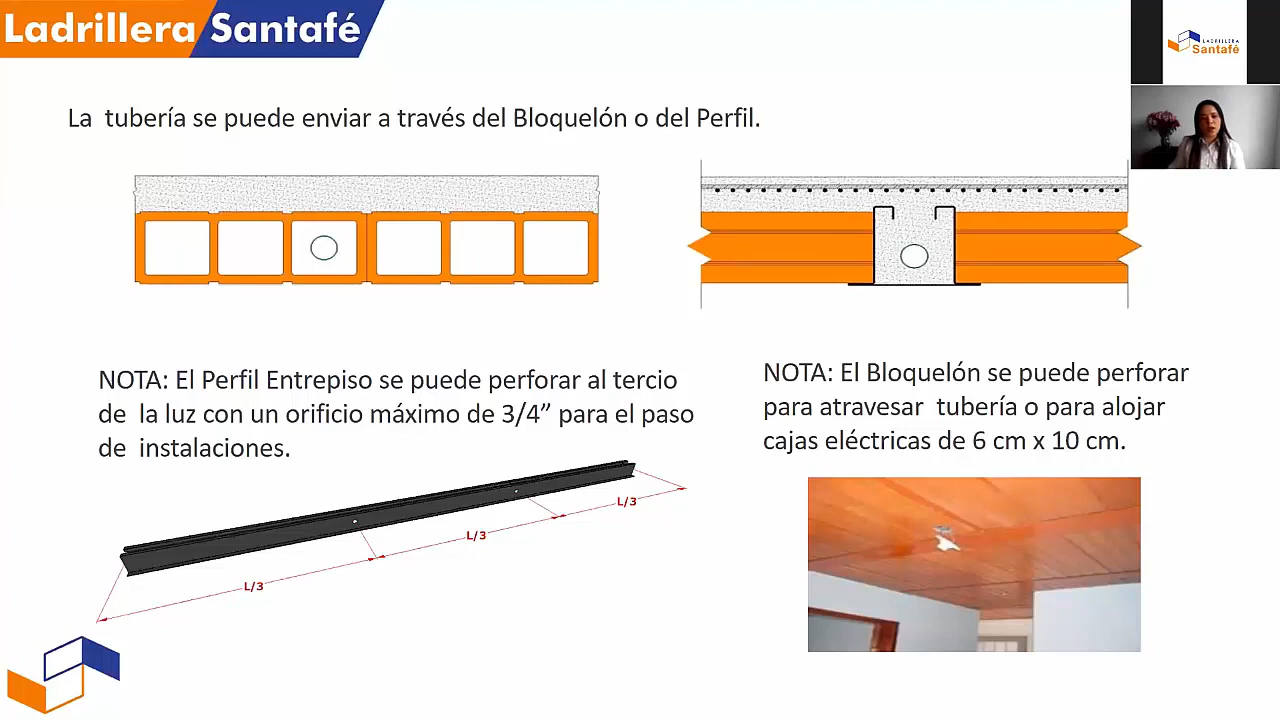 Ladrillera Santafé
LADRILLERA
Santafé
La tubería se puede enviar a través del Bloquelón o del Perfil.
NOTA: El Perfil Entrepiso se puede perforar al tercio
de la luz con un orificio máximo de 3/4” para el paso
de instalaciones.
NOTA: El Bloquelón se puede perforar
para atravesar tubería o para alojar
cajas eléctricas de 6 cm x 10 cm.
L/3
L/3
L/3